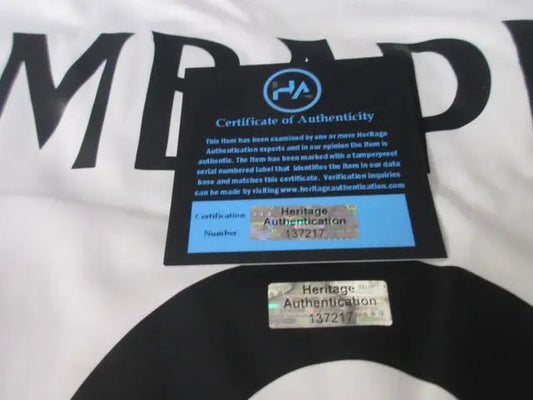 MBAP
HA
Certificate of Authenticity
This item has been examined by one or more Heritage
Authentication experts and in our opinion the item is
authentic. The item has been marked with a tamperproof
serial numbered label that identifies the item in our data
base and matches this certificate. Verification inquiries
can be made by visiting www.heritageauthentication.com
Certification
Number
Heritage
Authentication
137217
Heritage
Authentication
137217